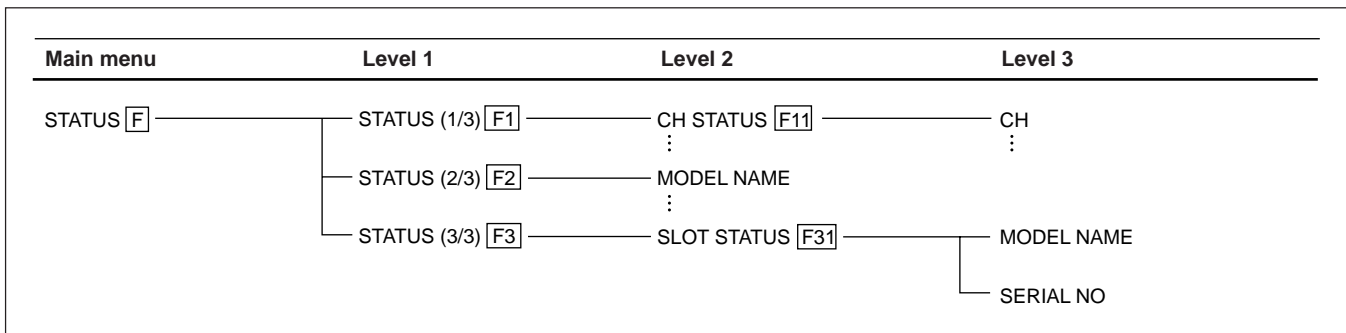 Main menu Level 1 Level 2 Level 3
STATUS F STATUS (1/3) F1 CH STATUS F11 CH
STATUS (2/3) F2 MODEL NAME
STATUS (3/3) F3 SLOT STATUS F31 MODEL NAME
SERIAL NO